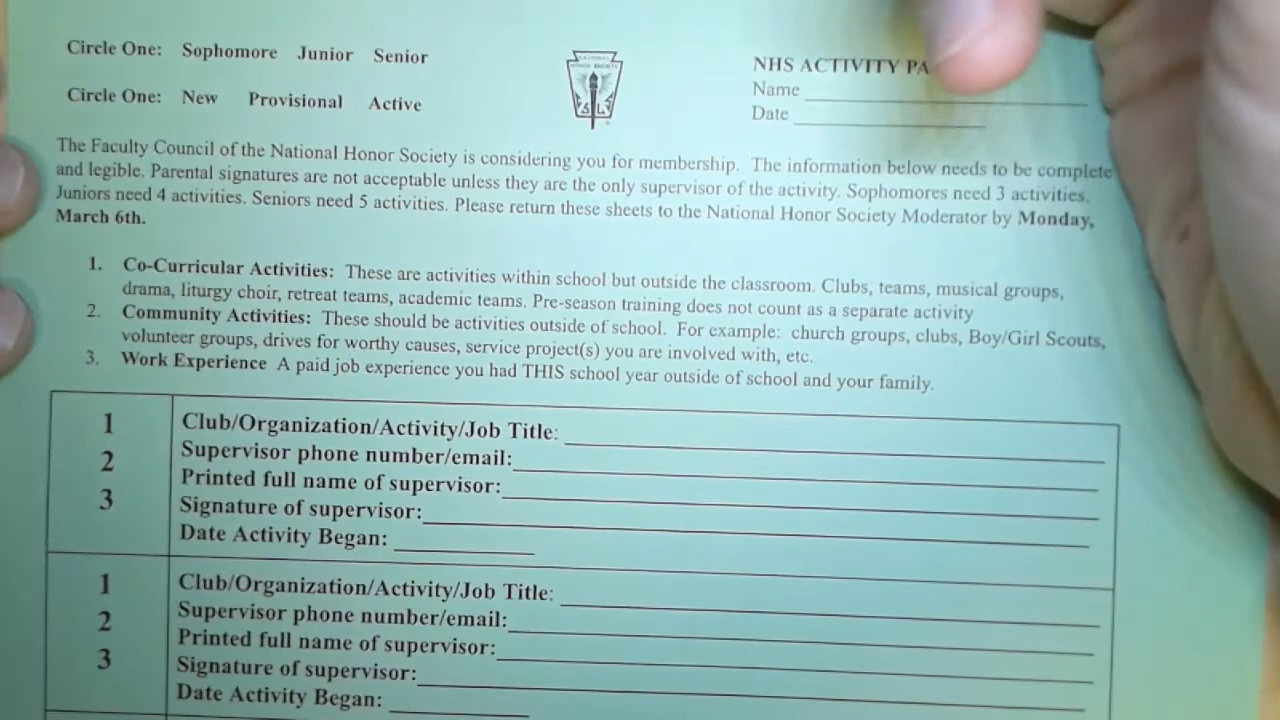 Circle One: Sophomore Junior Senior
Circle One: New Provisional Active
NHS ACTIVITY PA
Name
Date
The Faculty Council of the National Honor Society is considering you for membership. The information below needs to be complete
and legible. Parental signatures are not acceptable unless they are the only supervisor of the activity. Sophomores need 3 activities.
Juniors need 4 activities. Seniors need 5 activities. Please return these sheets to the National Honor Society Moderator by Monday,
March 6th.
1. Co-Curricular Activities: These are activities within school but outside the classroom. Clubs, teams, musical groups,
drama, liturgy choir, retreat teams, academic teams. Pre-season training does not count as a separate activity
2. Community Activities: These should be activities outside of school. For example: church groups, clubs, Boy/Girl Scouts,
volunteer groups, drives for worthy causes, service project(s) you are involved with, etc.
3. Work Experience A paid job experience you had THIS school year outside of school and your family.
1
2
3
Club/Organization/Activity/Job Title:
Supervisor phone number/email:
Printed full name of supervisor:
Signature of supervisor:
Date Activity Began:
1
2
3
Club/Organization/Activity/Job Title:
Supervisor phone number/email:
Printed full name of supervisor:
Signature of supervisor:
Date Activity Began: